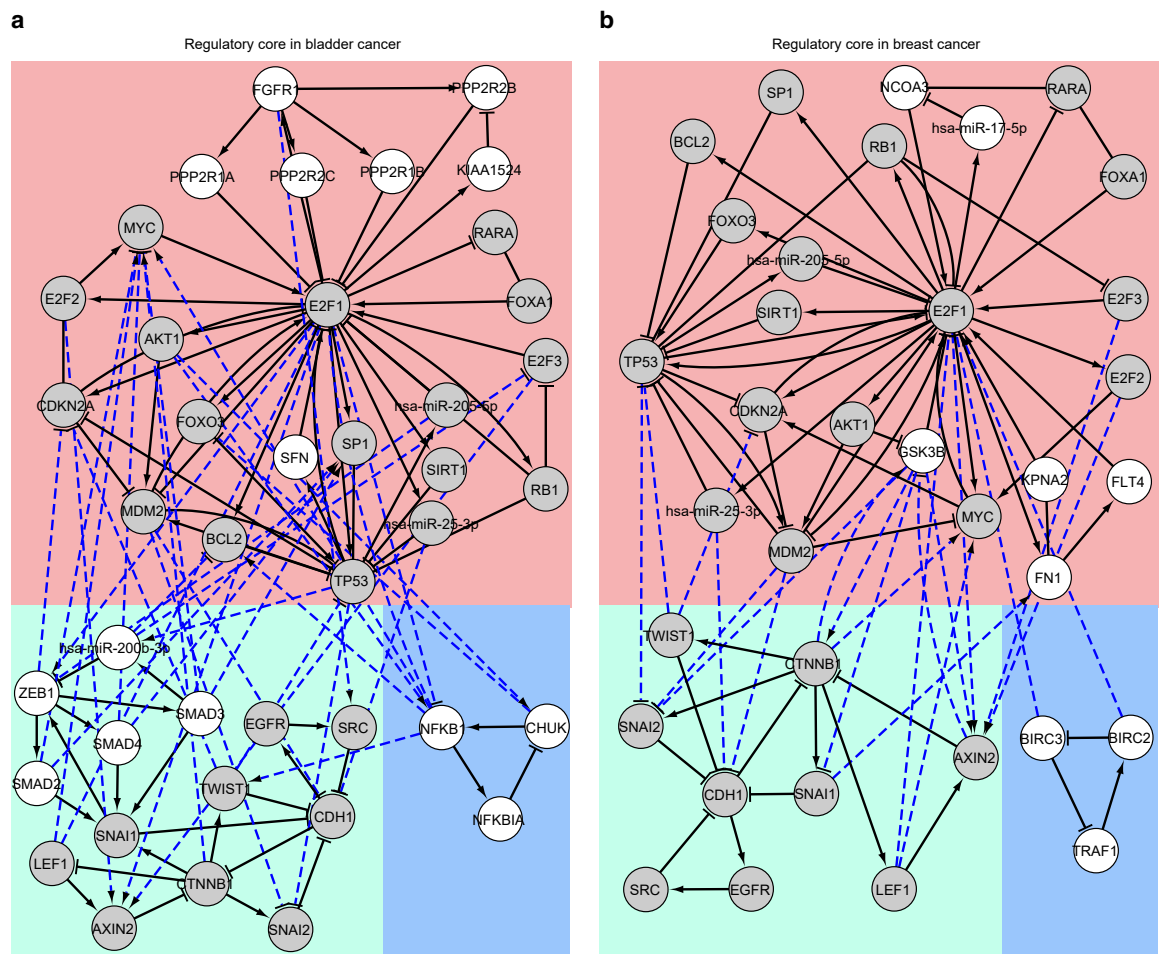 a
Regulatory core in bladder cancer
FGFR1
PPP2R2B
PPP2R1A
PPP2R2C
PPP2R1B
KIAA1524
MYC
RARA
E2F2
E2F1
FOXA1
AKT1
E2F3
CDKN2A
FOXO3
hsa-miR-205-5p
SFN
SP1
SIRT1
RB1
MDM2
BCL2
hsa-miR-25-3p
TP53
hsa-miR-200b-3p
ZEB1
SMAD3
SMAD4
EGFR
SRC
NFKB1
CHUK
SMAD2
TWIST1
CDH1
NFKBIA
SNAI1
LEF1
CTNNB1
AXIN2
SNAI2
b
Regulatory core in breast cancer
SP1
NCOA3
RARA
hsa-miR-17-5p
BCL2
RB1
FOXA1
FOXO3
hsa-miR-205-5p
E2F3
SIRT1
E2F1
TP53
E2F2
CDKN2A
AKT1
GSK3B
KPNA2
FLT4
hsa-miR-25-3p
MYC
MDM2
FN1
TWIST1
CTNNB1
SNAI2
BIRC3
BIRC2
AXIN2
CDH1
SNAI1
TRAF1
SRC
EGFR
LEF1